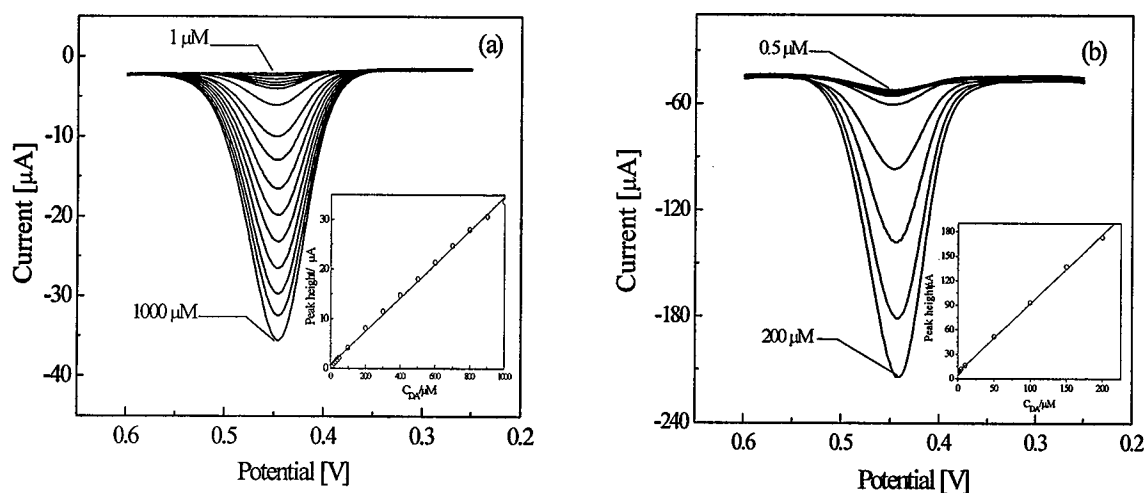 (a)
1 μM
1000 μM
Current [μA]
0
-10
-20
-30
-40
0.6
0.5
0.4
0.3
0.2
Potential [V]
Peak height/ μA
30
20
10
0
0
200
400
600
800
1000
C_DA/μM
(b)
0.5 μM
200 μM
Current [μA]
-60
-120
-180
-240
0.6
0.5
0.4
0.3
0.2
Potential [V]
Peak height/μA
180
150
120
90
60
30
0
0
50
100
150
200
C_DA/μM